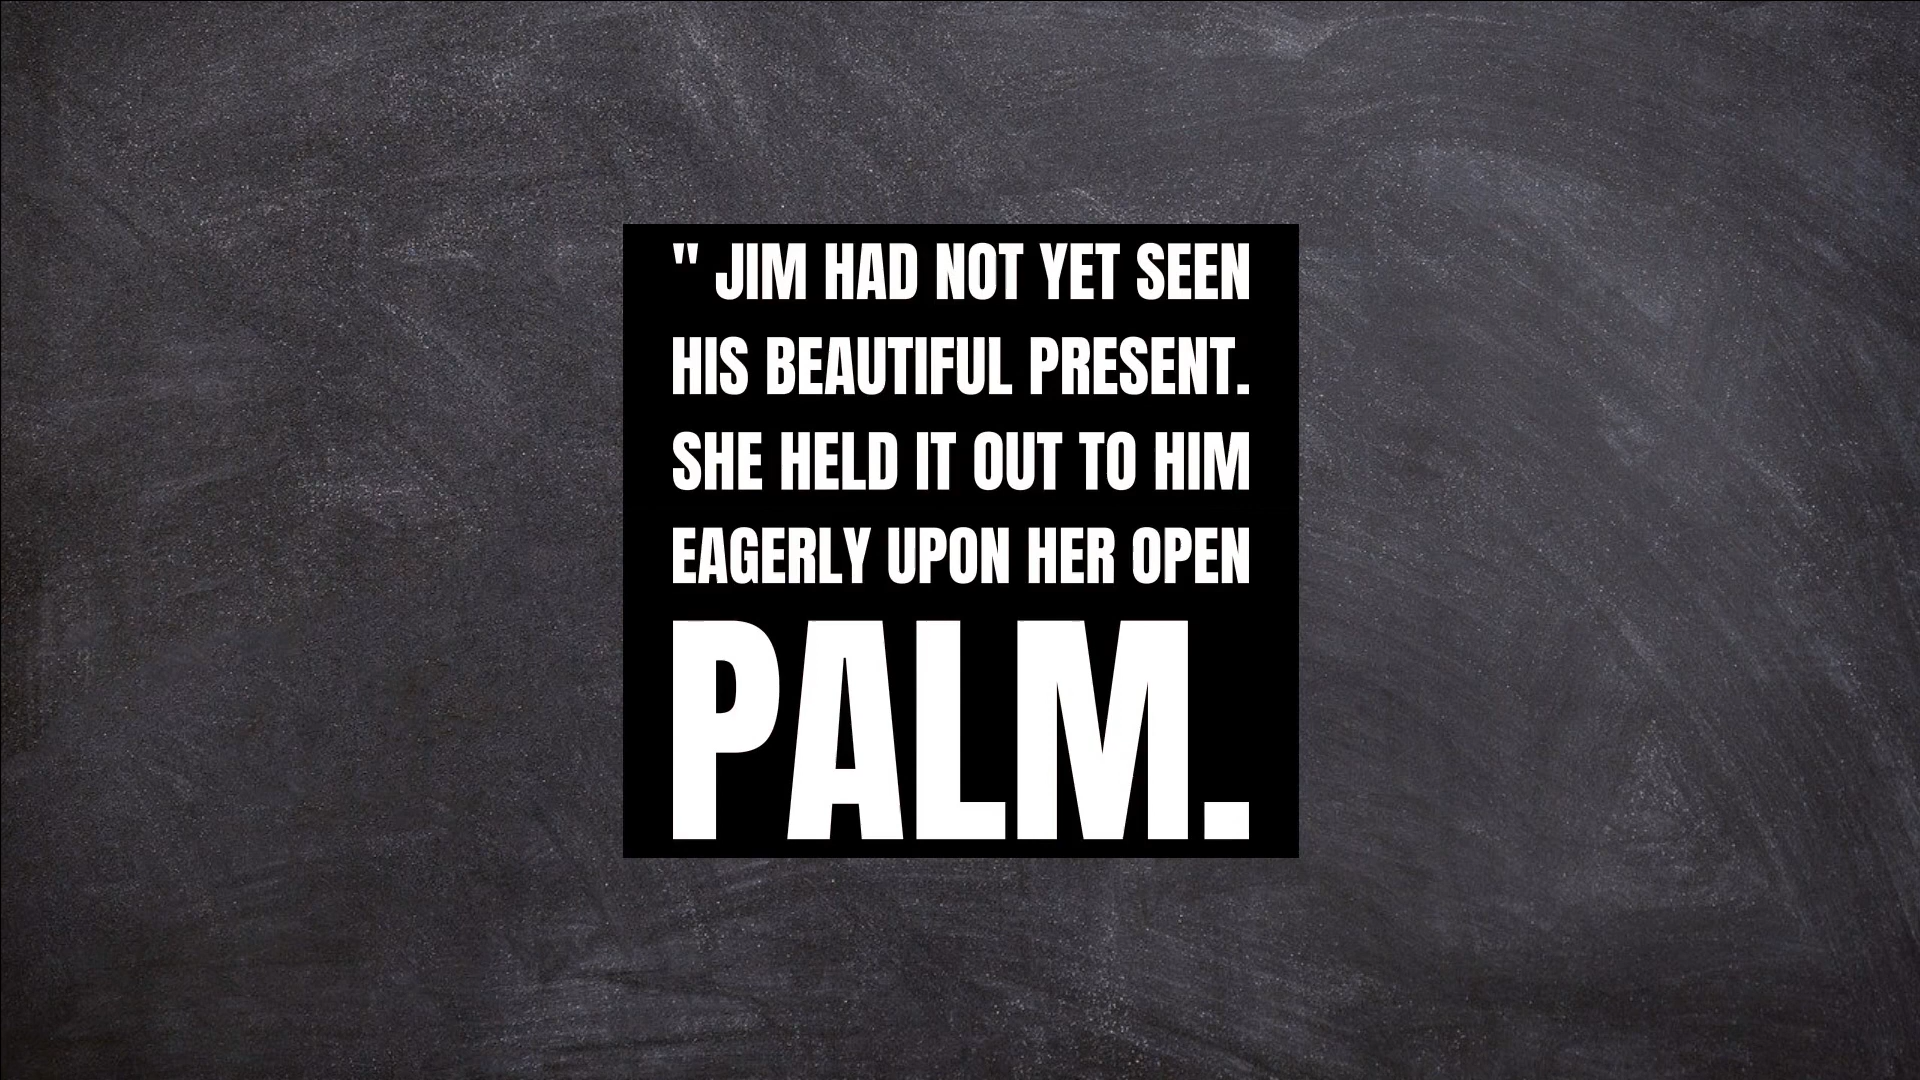 " JIM HAD NOT YET SEEN
HIS BEAUTIFUL PRESENT.
SHE HELD IT OUT TO HIM
EAGERLY UPON HER OPEN
PALM.